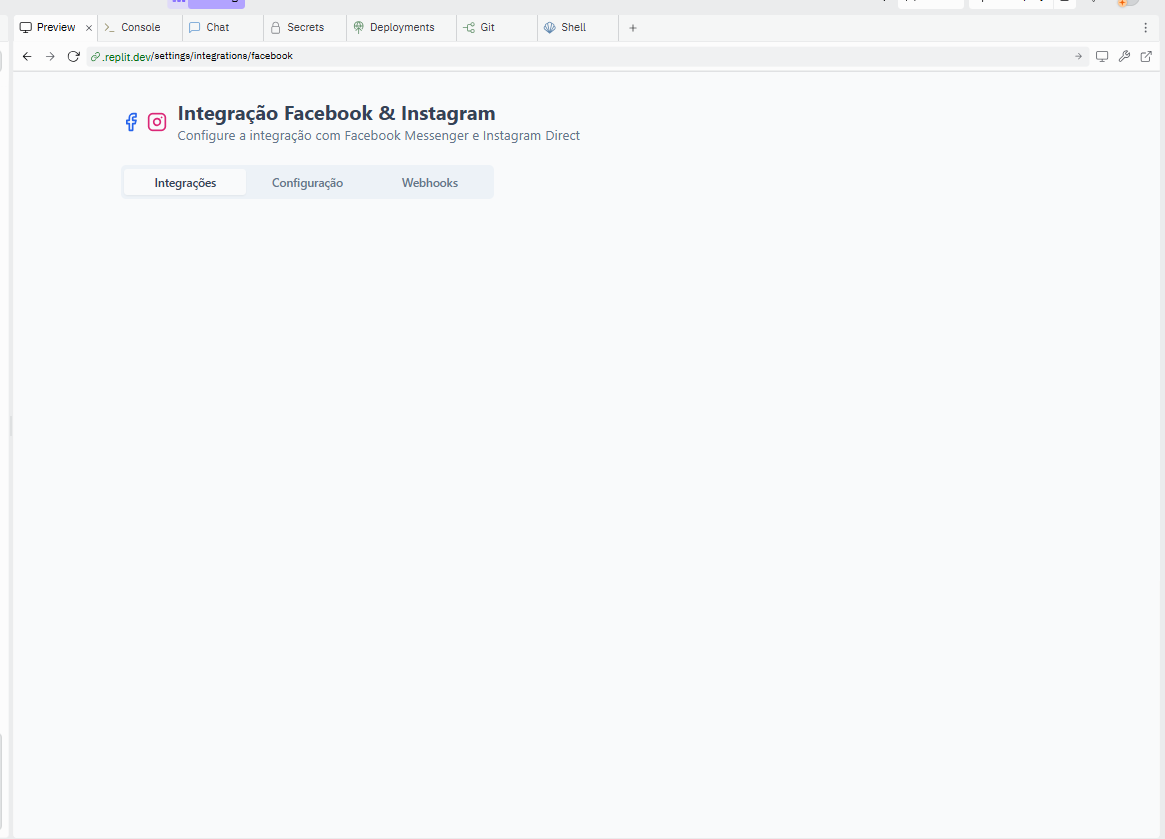 Preview Console Chat Secrets Deployments Git Shell
.replit.dev/settings/integrations/facebook
Integração Facebook & Instagram
Configure a integração com Facebook Messenger e Instagram Direct
Integrações Configuração Webhooks